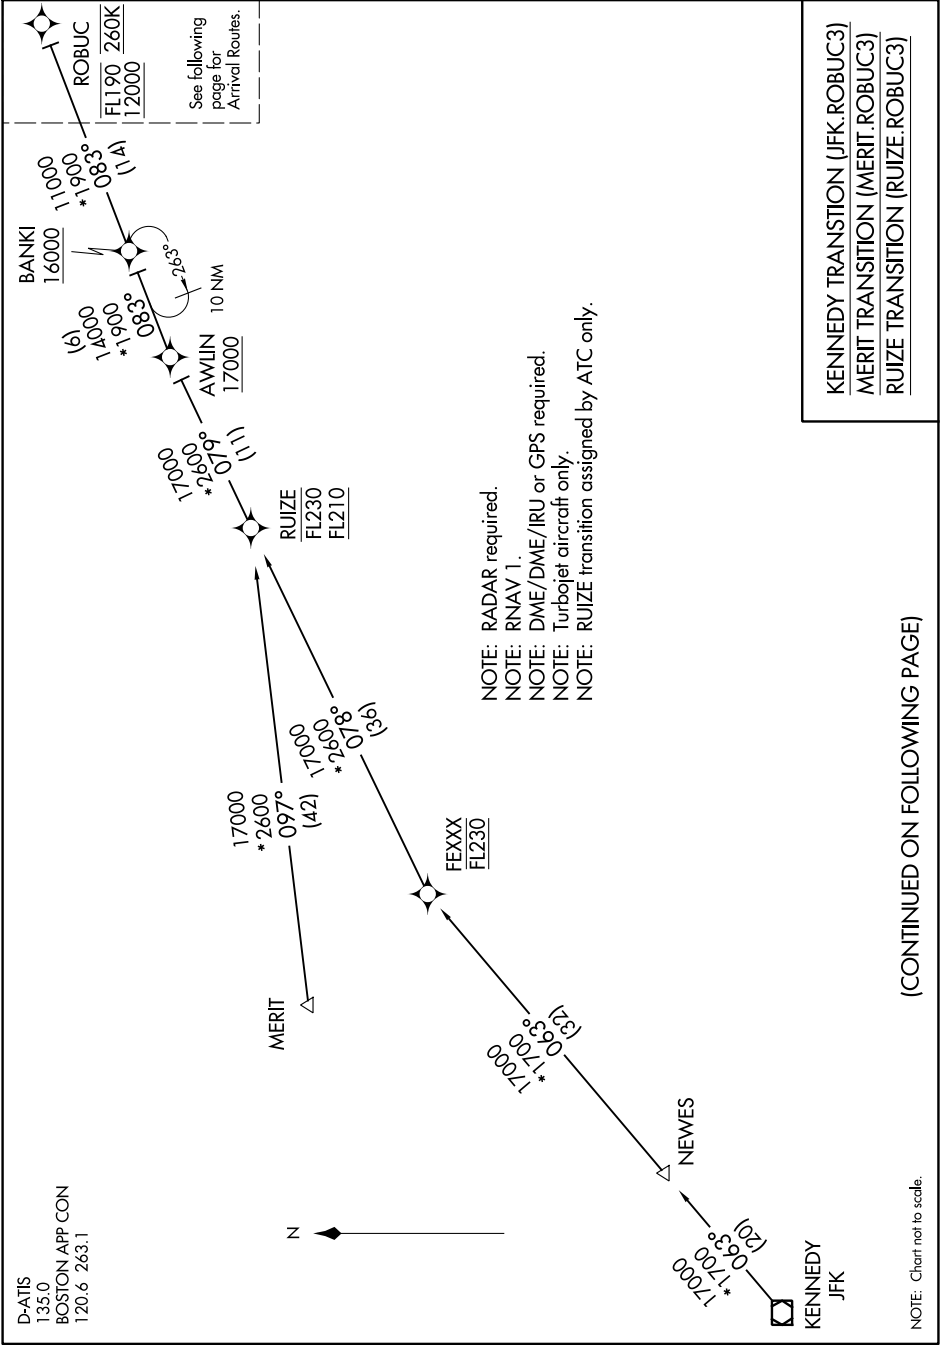 D-ATIS
135.0
BOSTON APP CON
120.6 263.1
N
KENNEDY
JFK
17000
*1700
063°
(20)
NEWES
17000
*1700
063°
(32)
MERIT
17000
*2600
097°
(42)
FEXXX
FL230
17000
*2600
078°
(36)
RUIZE
FL230
FL210
17000
*2600
079°
(11)
AWLIN
17000
(6)
14000
*1900
083°
BANKI
16000
263°
10 NM
11000
*1900
083°
(14)
ROBUC
FL190 260K
12000
See following
page for
Arrival Routes.
NOTE: RADAR required.
NOTE: RNAV 1.
NOTE: DME/DME/IRU or GPS required.
NOTE: Turbojet aircraft only.
NOTE: RUIZE transition assigned by ATC only.
KENNEDY TRANSTION (JFK.ROBUC3)
MERIT TRANSITION (MERIT.ROBUC3)
RUIZE TRANSITION (RUIZE.ROBUC3)
(CONTINUED ON FOLLOWING PAGE)
NOTE: Chart not to scale.